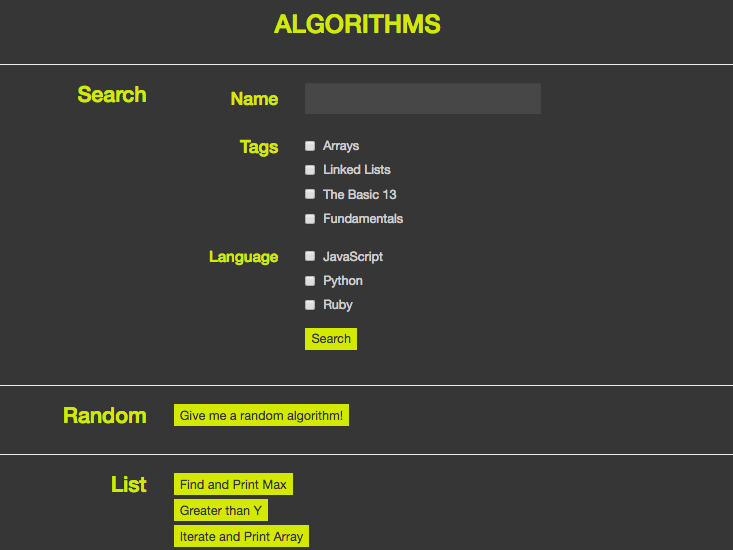 ALGORITHMS
Search
Name
Tags
Arrays
Linked Lists
The Basic 13
Fundamentals
Language
JavaScript
Python
Ruby
Search
Random
Give me a random algorithm!
List
Find and Print Max
Greater than Y
Iterate and Print Array